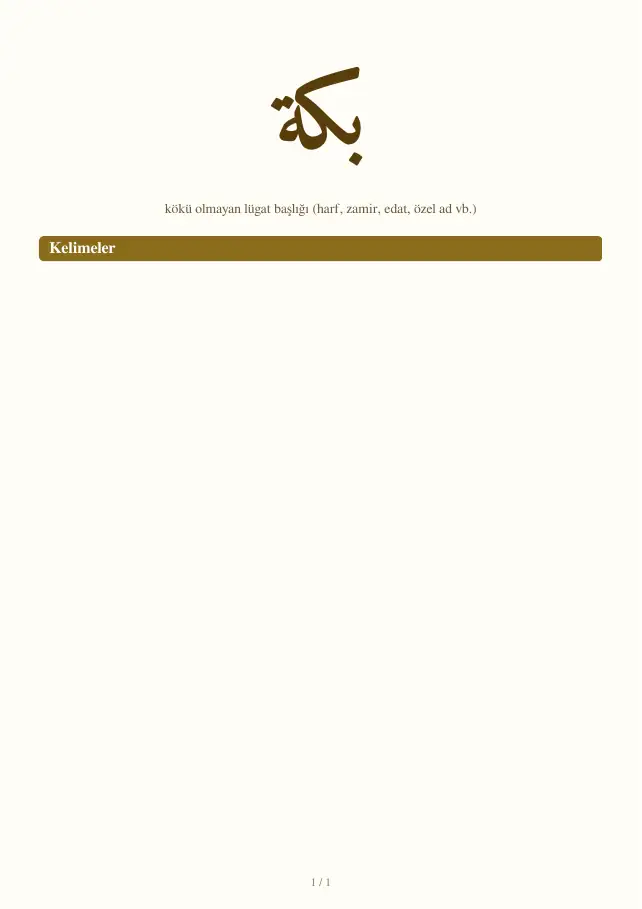 بكة
kökü olmayan lügat başlığı (harf, zamir, edat, özel ad vb.)
Kelimeler
1 / 1